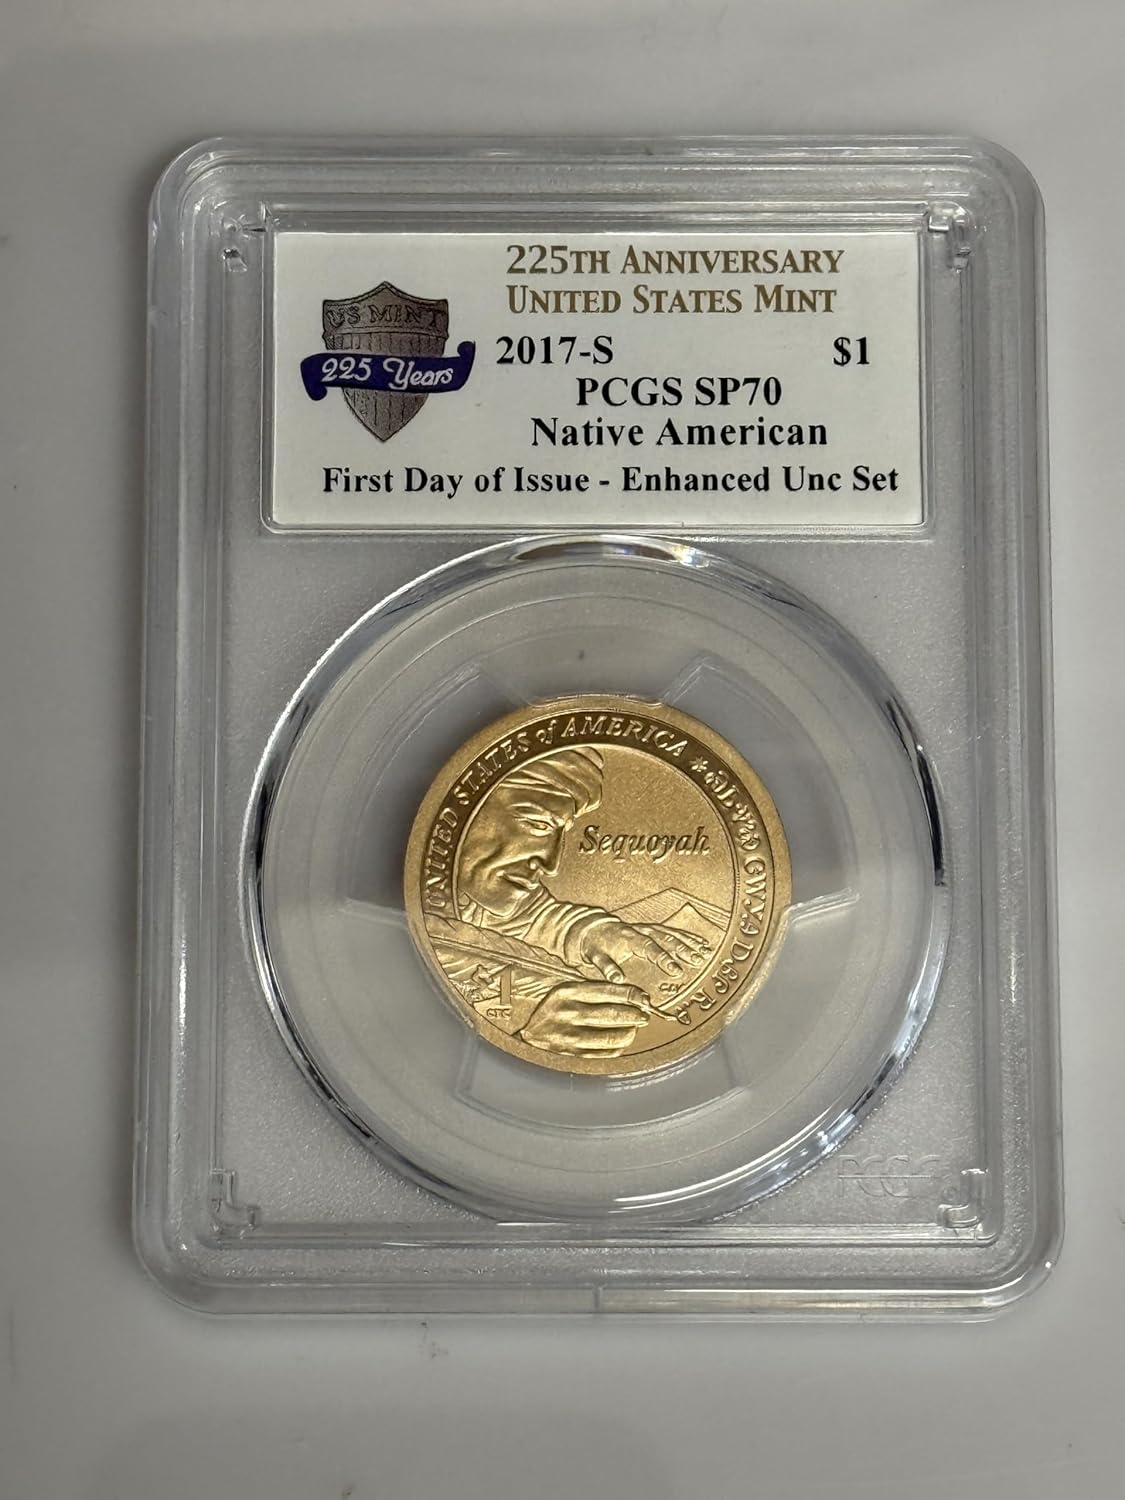 225TH ANNIVERSARY
UNITED STATES MINT
US MINT
225 Years
2017-S $1
PCGS SP70
Native American
First Day of Issue - Enhanced Unc Set
UNITED STATES of AMERICA
Sequoyah
$1
PCGS